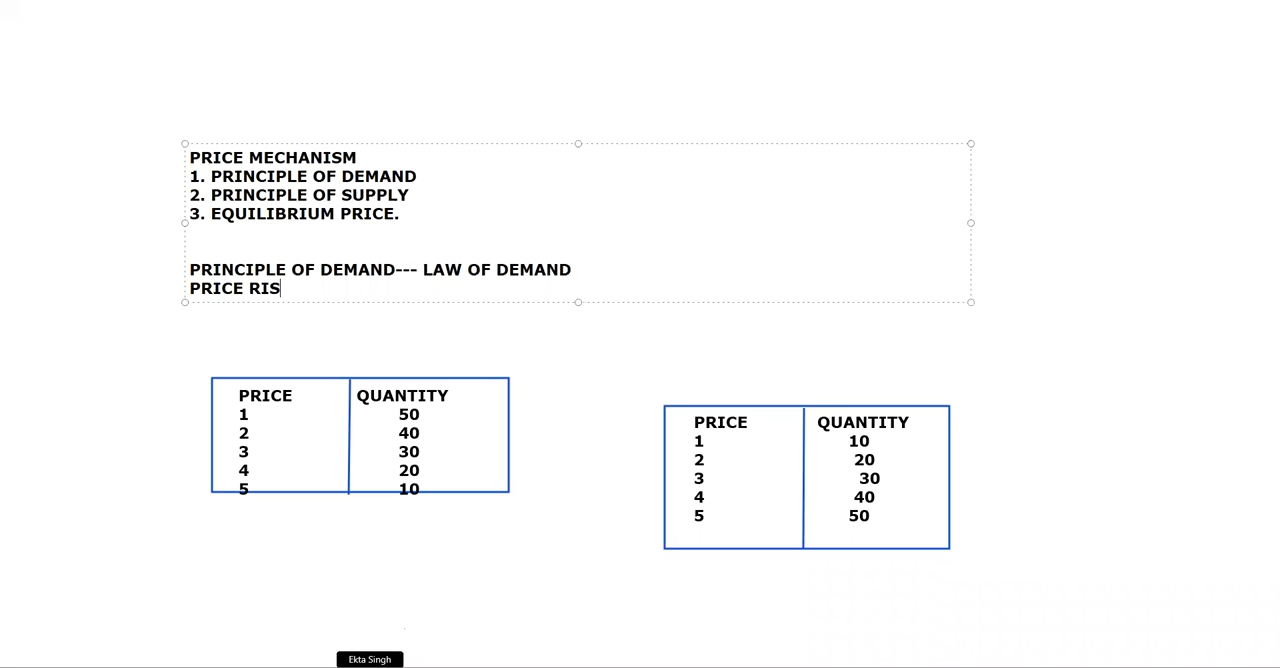 PRICE MECHANISM
1. PRINCIPLE OF DEMAND
2. PRINCIPLE OF SUPPLY
3. EQUILIBRIUM PRICE.
PRINCIPLE OF DEMAND--- LAW OF DEMAND
PRICE RIS
PRICE QUANTITY
1 50
2 40
3 30
4 20
5 10
PRICE QUANTITY
1 10
2 20
3 30
4 40
5 50
Ekta Singh